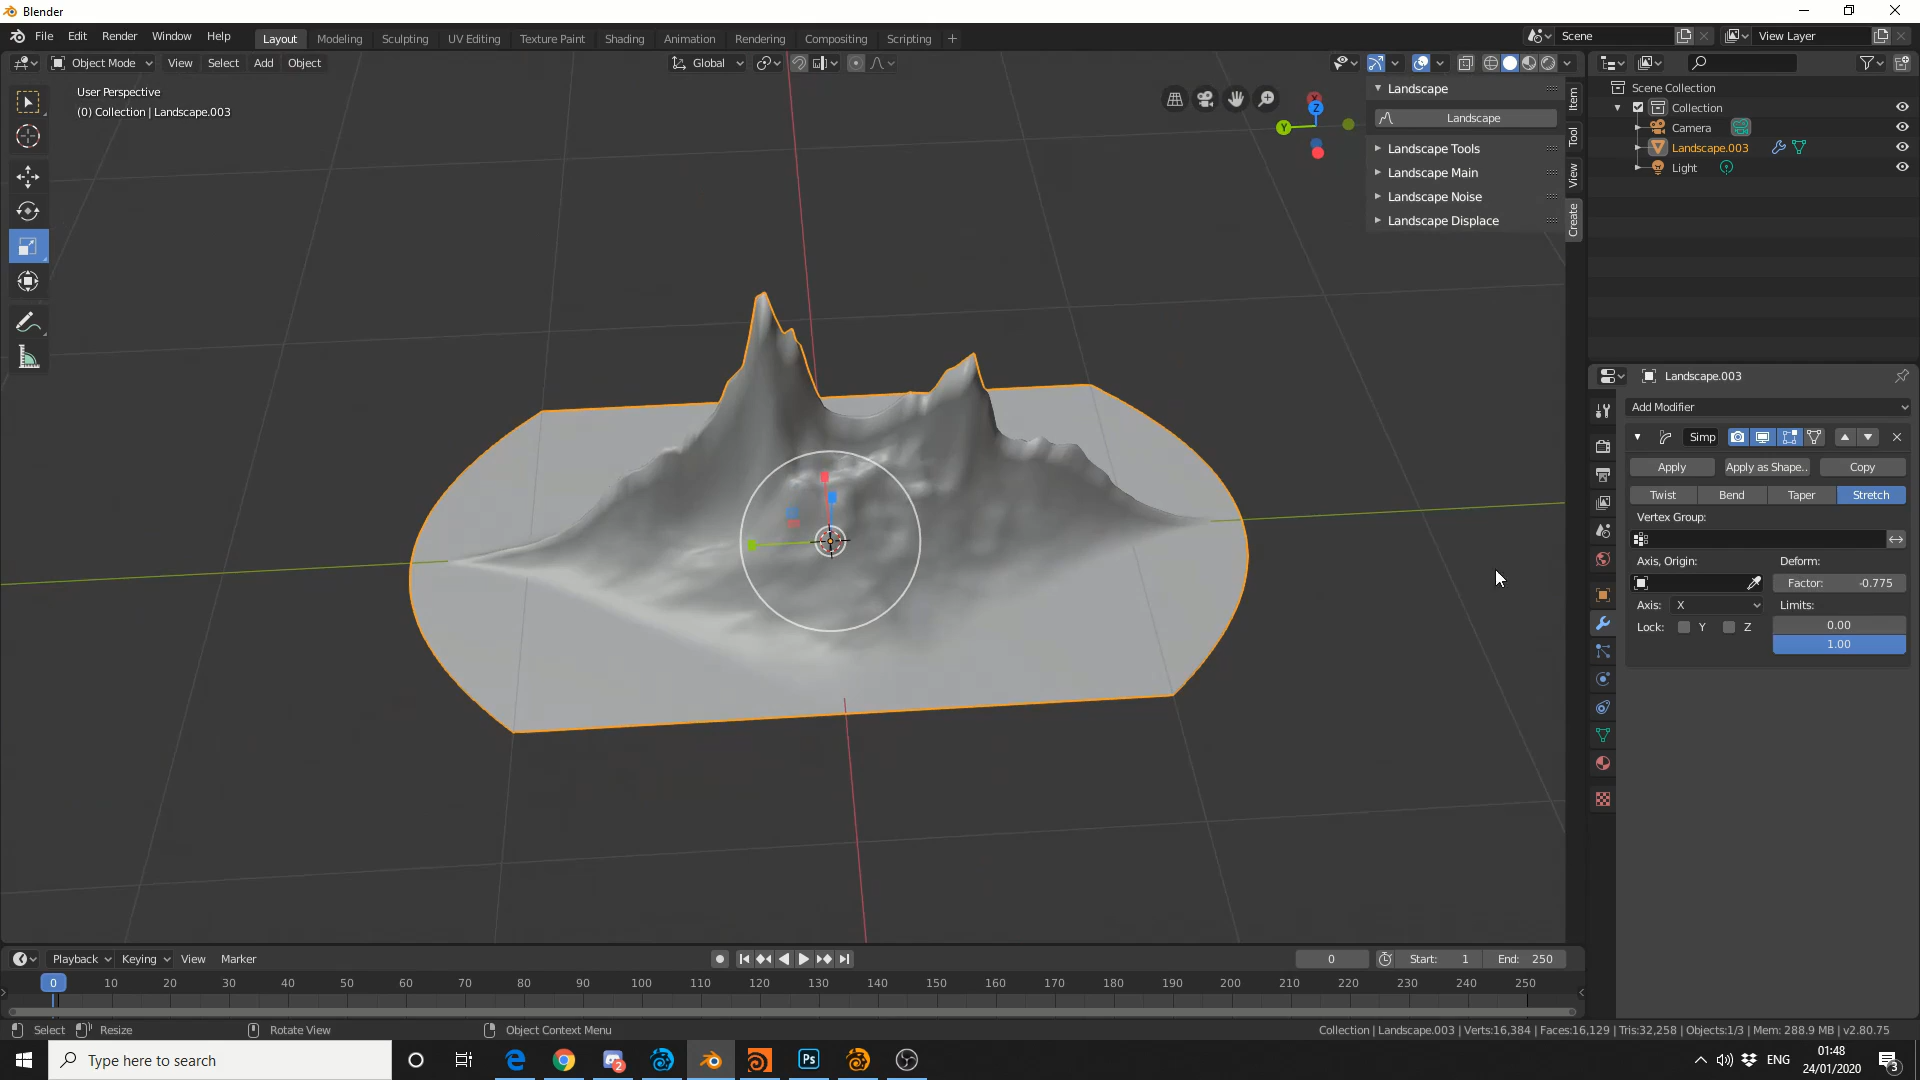 Blender
File Edit Render Window Help
Layout Modeling Sculpting UV Editing Texture Paint Shading Animation Rendering Compositing Scripting +
Scene
View Layer
Object Mode View Select Add Object
Global
User Perspective
(0) Collection | Landscape.003
X
Z
Y
Landscape
Landscape
Landscape Tools
Landscape Main
Landscape Noise
Landscape Displace
Item
Tool
View
Create
Scene Collection
Collection
Camera
Landscape.003
Light
Landscape.003
Add Modifier
Simp
Apply Apply as Shape.. Copy
Twist Bend Taper Stretch
Vertex Group:
Axis, Origin: Deform:
Factor: -0.775
Axis: X Limits:
Lock: Y Z 0.00
1.00
Playback Keying View Marker
0 Start: 1 End: 250
0 10 20 30 40 50 60 70 80 90 100 110 120 130 140 150 160 170 180 190 200 210 220 230 240 250
Select Resize Rotate View Object Context Menu
Collection | Landscape.003 | Verts:16,384 | Faces:16,129 | Tris:32,258 | Objects:1/3 | Mem: 288.9 MB | v2.80.75
Type here to search
2
Ps
ENG
01:48
24/01/2020
3